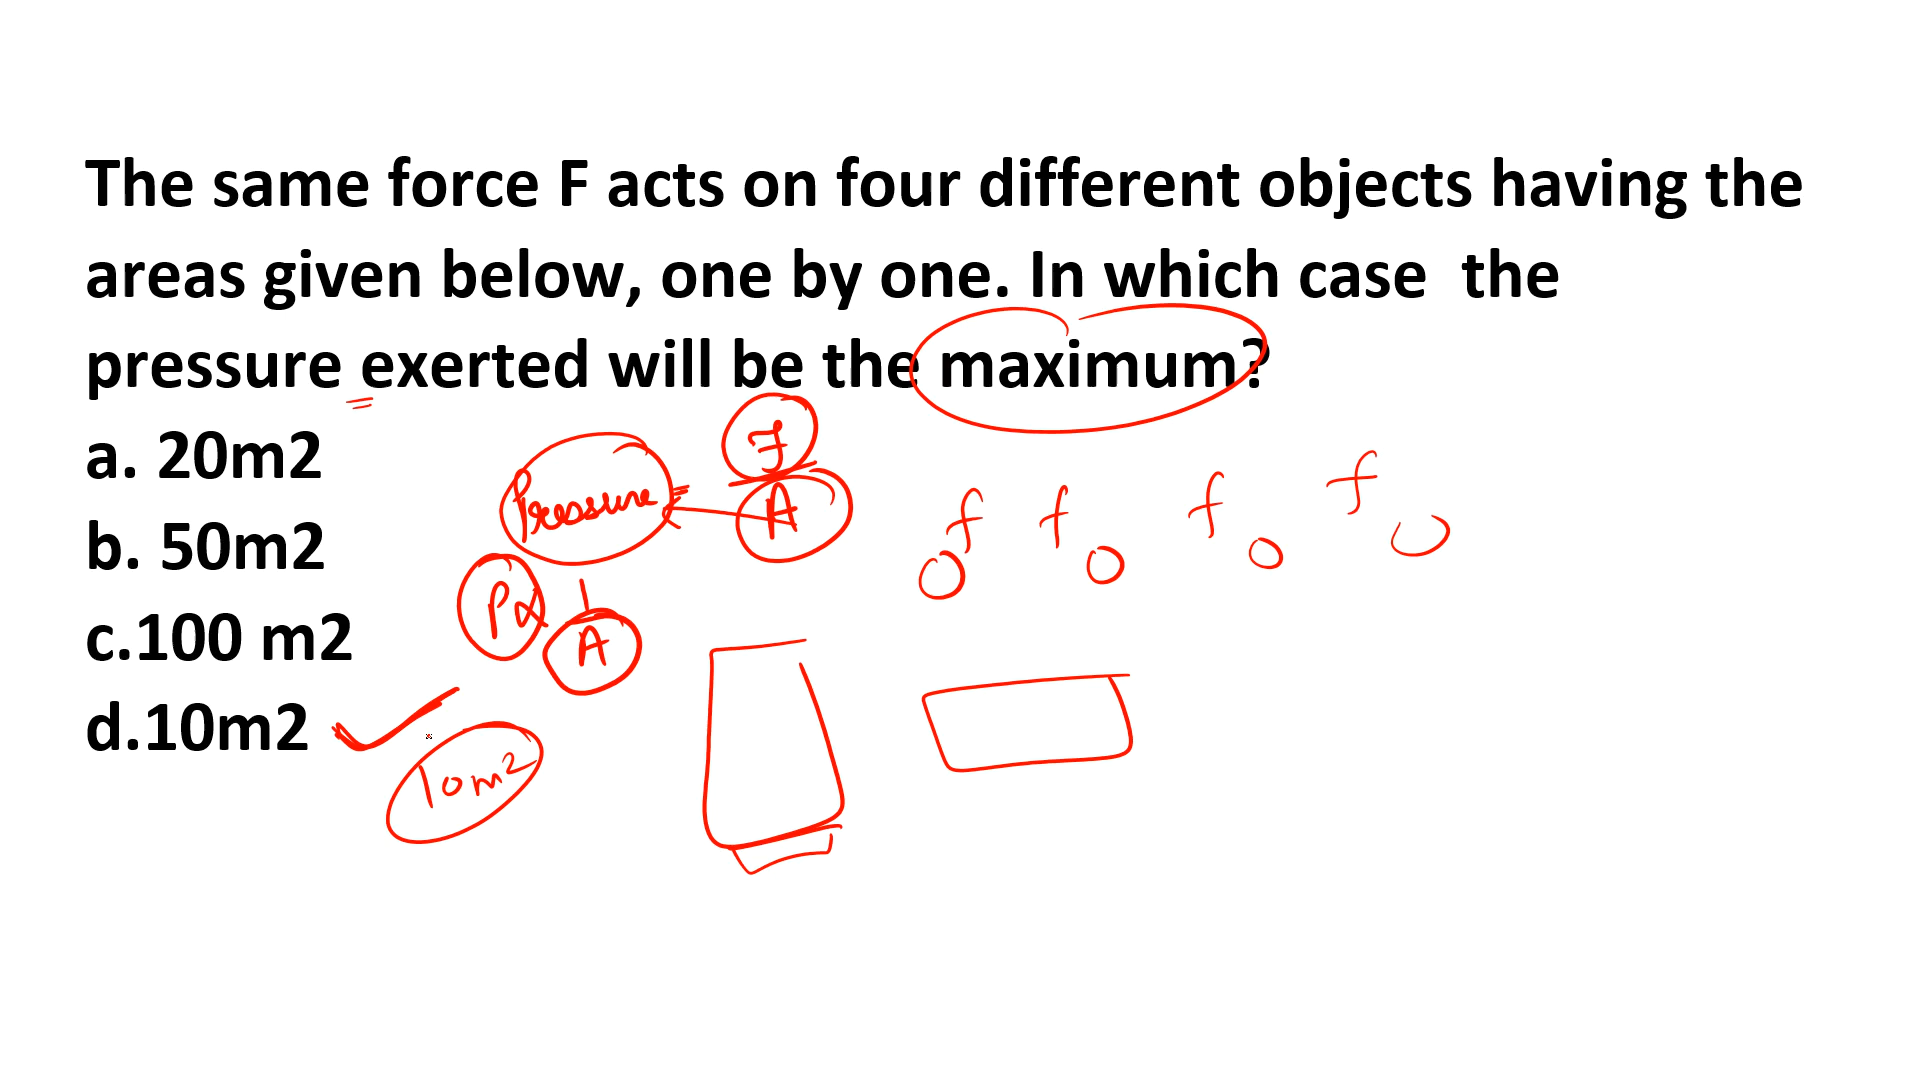 The same force F acts on four different objects having the
areas given below, one by one. In which case the
pressure exerted will be the maximum?
a. 20m2
b. 50m2
c.100 m2
d.10m2
Pressure = F
A
f f f f
P α 1
A
10m²